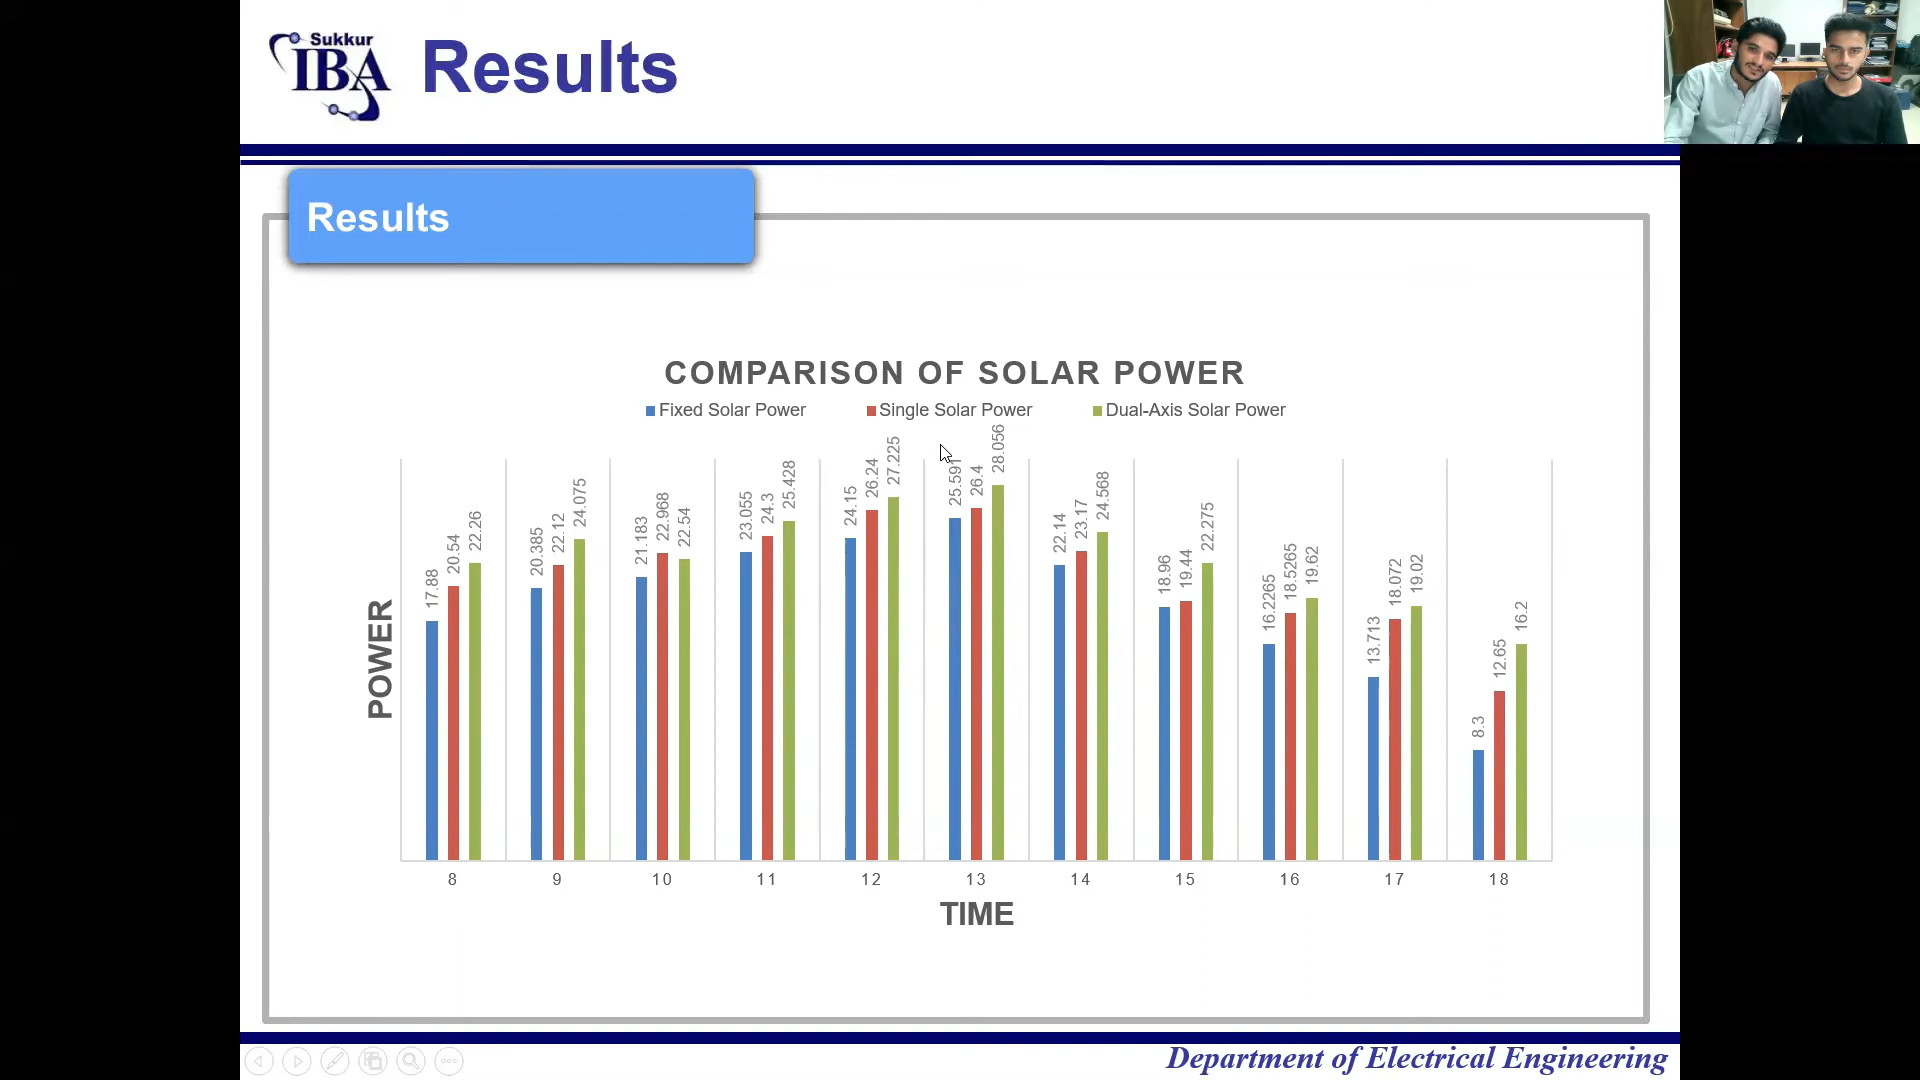 Sukkur
IBA
Results
Results
COMPARISON OF SOLAR POWER
Fixed Solar Power Single Solar Power Dual-Axis Solar Power
17.88 20.54 22.26 20.385 22.12 24.075 21.183 22.968 22.54 23.055 24.3 25.428 24.15 26.24 27.225 25.591 26.4 28.056 22.14 23.17 24.568 18.96 19.44 22.275 16.2265 18.5265 19.62 13.713 18.072 19.02 8.3 12.65 16.2
POWER
8 9 10 11 12 13 14 15 16 17 18
TIME
Department of Electrical Engineering